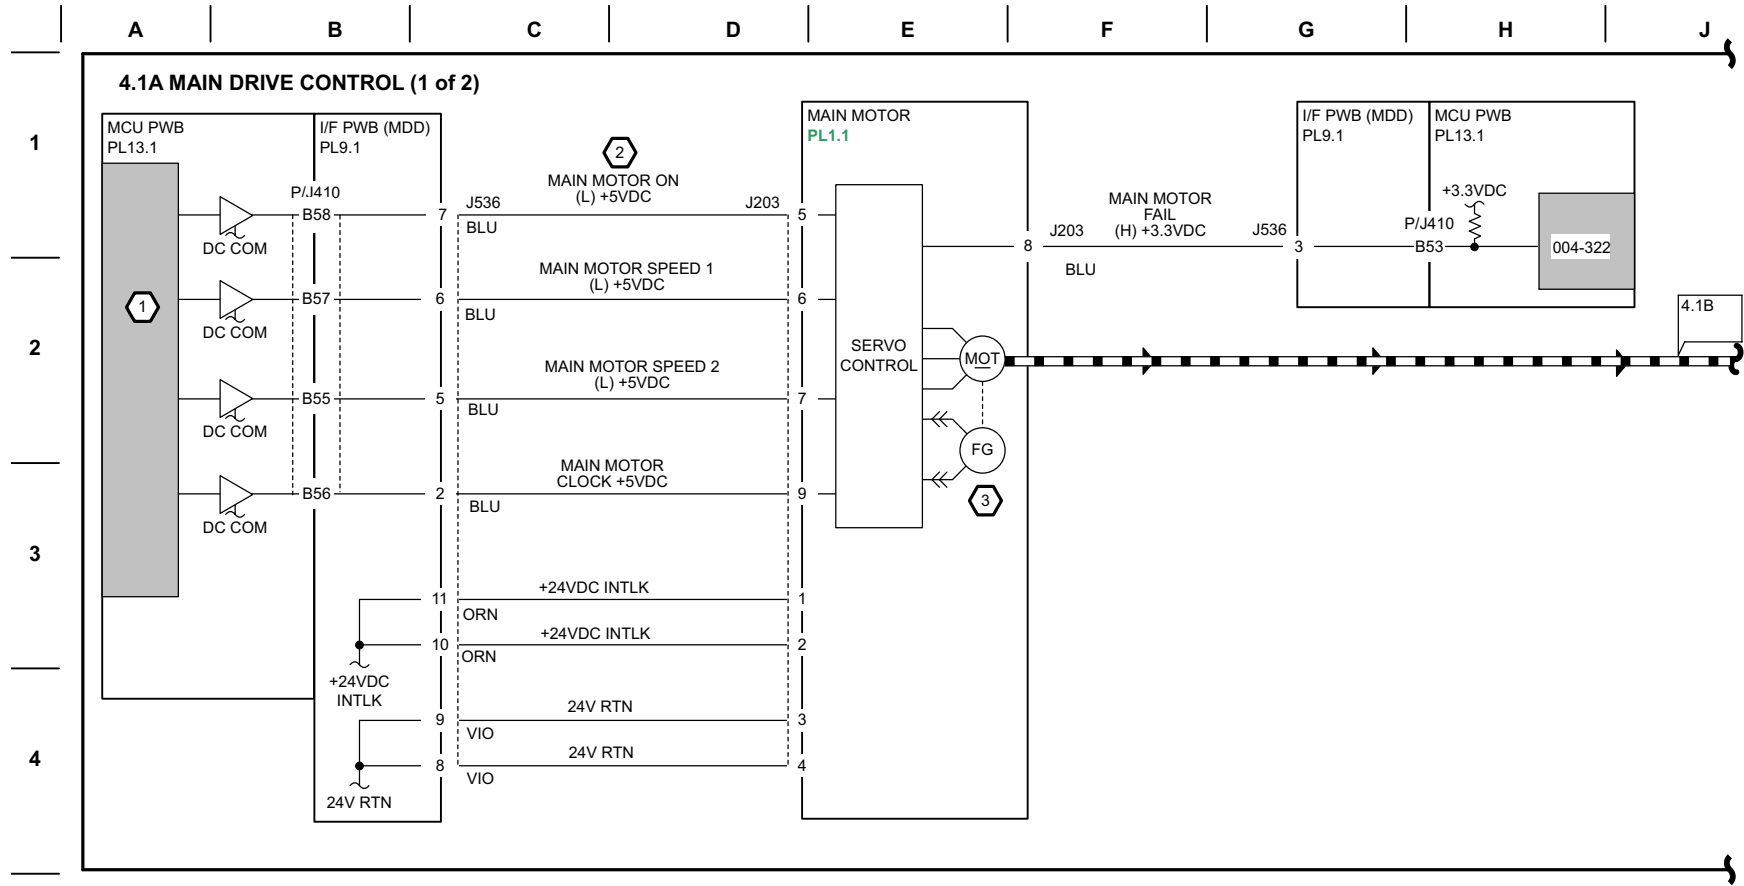 A B C D E F G H J
1
2
3
4
4.1A MAIN DRIVE CONTROL (1 of 2)
MCU PWB
PL13.1
I/F PWB (MDD)
PL9.1
1
P/J410
B58
DC COM
B57
DC COM
B55
DC COM
B56
DC COM
7
6
5
2
11
10
9
8
+24VDC
INTLK
24V RTN
2
MAIN MOTOR ON
(L) +5VDC
J536
J203
BLU
MAIN MOTOR SPEED 1
(L) +5VDC
BLU
MAIN MOTOR SPEED 2
(L) +5VDC
BLU
MAIN MOTOR
CLOCK +5VDC
BLU
+24VDC INTLK
ORN
+24VDC INTLK
ORN
24V RTN
VIO
24V RTN
VIO
MAIN MOTOR
PL1.1
5
6
7
9
1
2
3
4
SERVO
CONTROL
MOT
FG
3
8
J203
MAIN MOTOR
FAIL
(H) +3.3VDC
BLU
J536
I/F PWB (MDD)
PL9.1
3
MCU PWB
PL13.1
+3.3VDC
P/J410
B53
004-322
4.1B